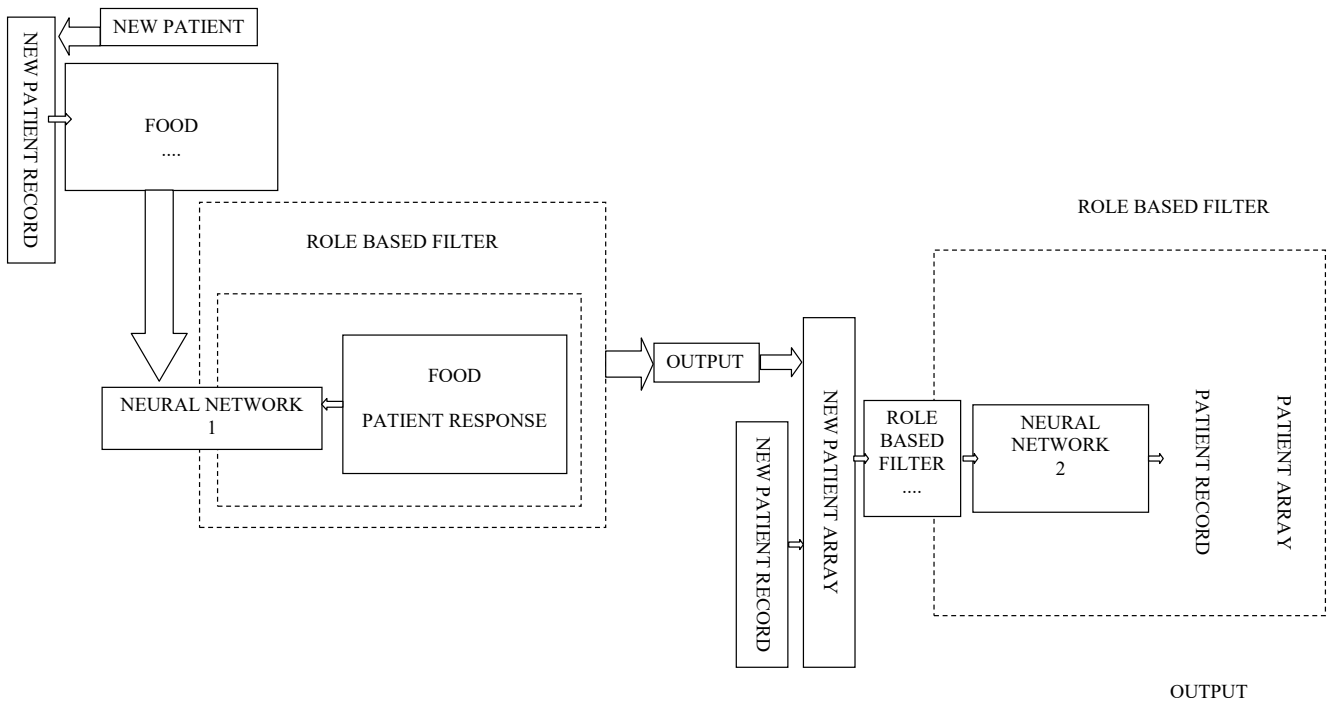 NEW PATIENT
NEW PATIENT RECORD
FOOD
....
ROLE BASED FILTER
FOOD
PATIENT RESPONSE
NEURAL NETWORK
1
OUTPUT
NEW PATIENT RECORD
NEW PATIENT ARRAY
ROLE
BASED
FILTER
....
ROLE BASED FILTER
NEURAL
NETWORK
2
PATIENT RECORD
PATIENT ARRAY
OUTPUT